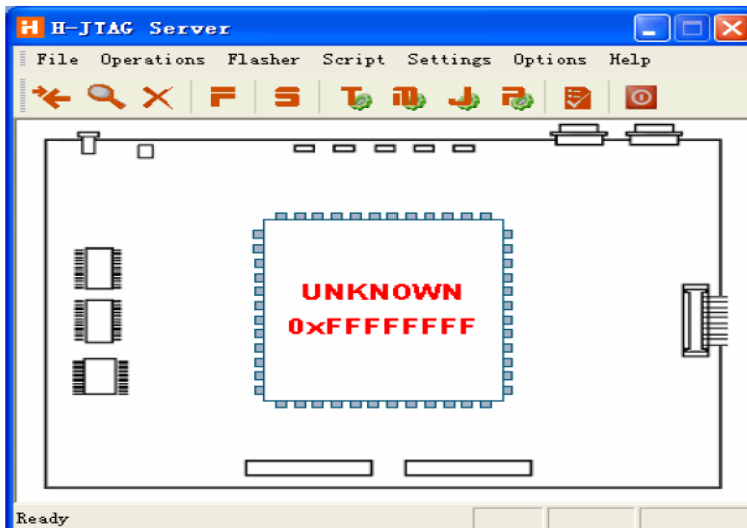 H H-JTAG Server
File Operations Flasher Script Settings Options Help
F S T M J P
UNKNOWN
0xFFFFFFFF
Ready